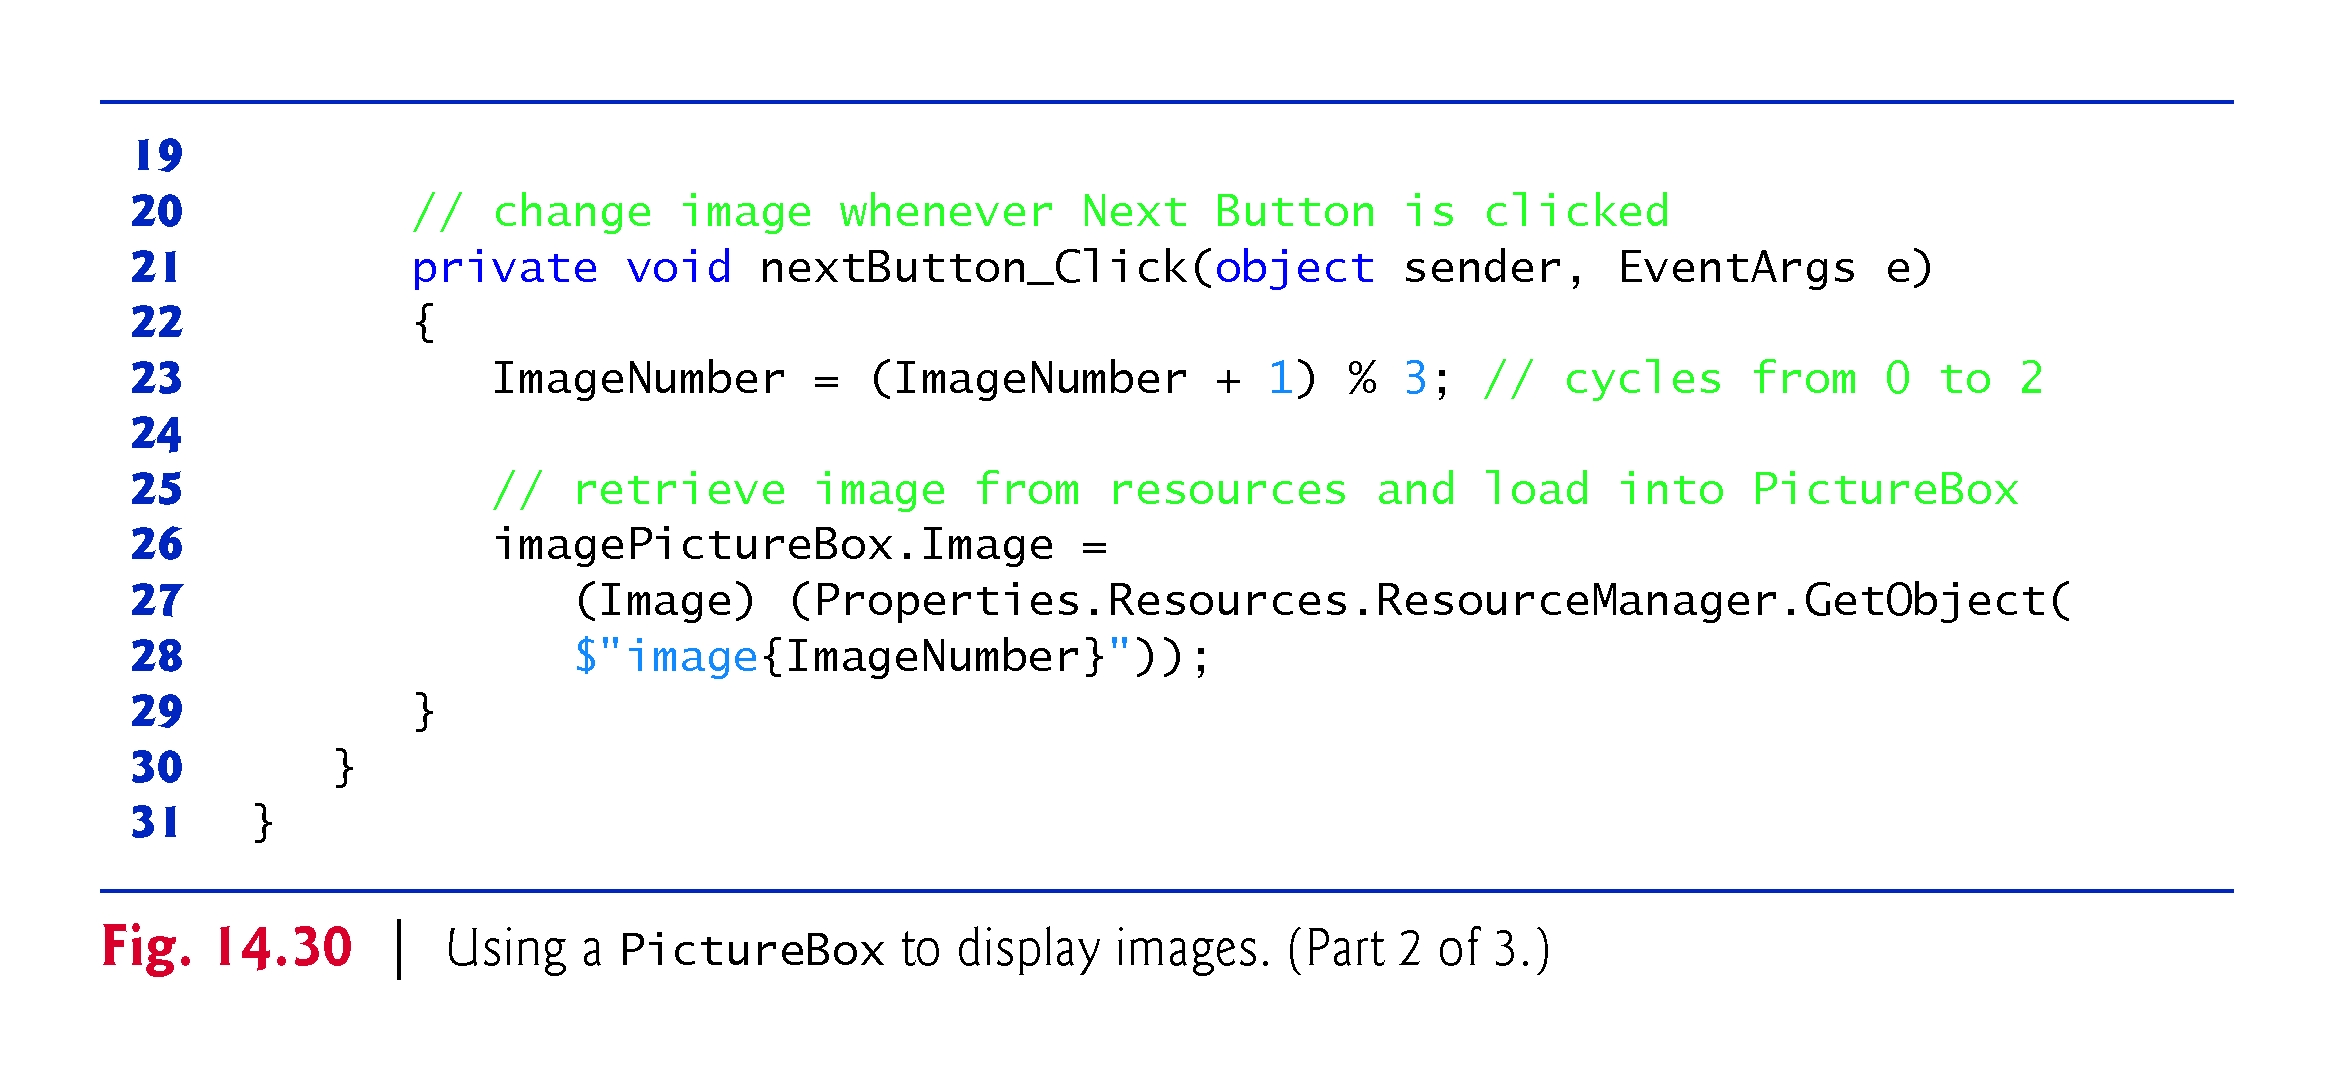 19
20 // change image whenever Next Button is clicked
21 private void nextButton_Click(object sender, EventArgs e)
22 {
23 ImageNumber = (ImageNumber + 1) % 3; // cycles from 0 to 2
24
25 // retrieve image from resources and load into PictureBox
26 imagePictureBox.Image =
27 (Image) (Properties.Resources.ResourceManager.GetObject(
28 $"image{ImageNumber}"));
29 }
30 }
31 }
Fig. 14.30 | Using a PictureBox to display images. (Part 2 of 3.)